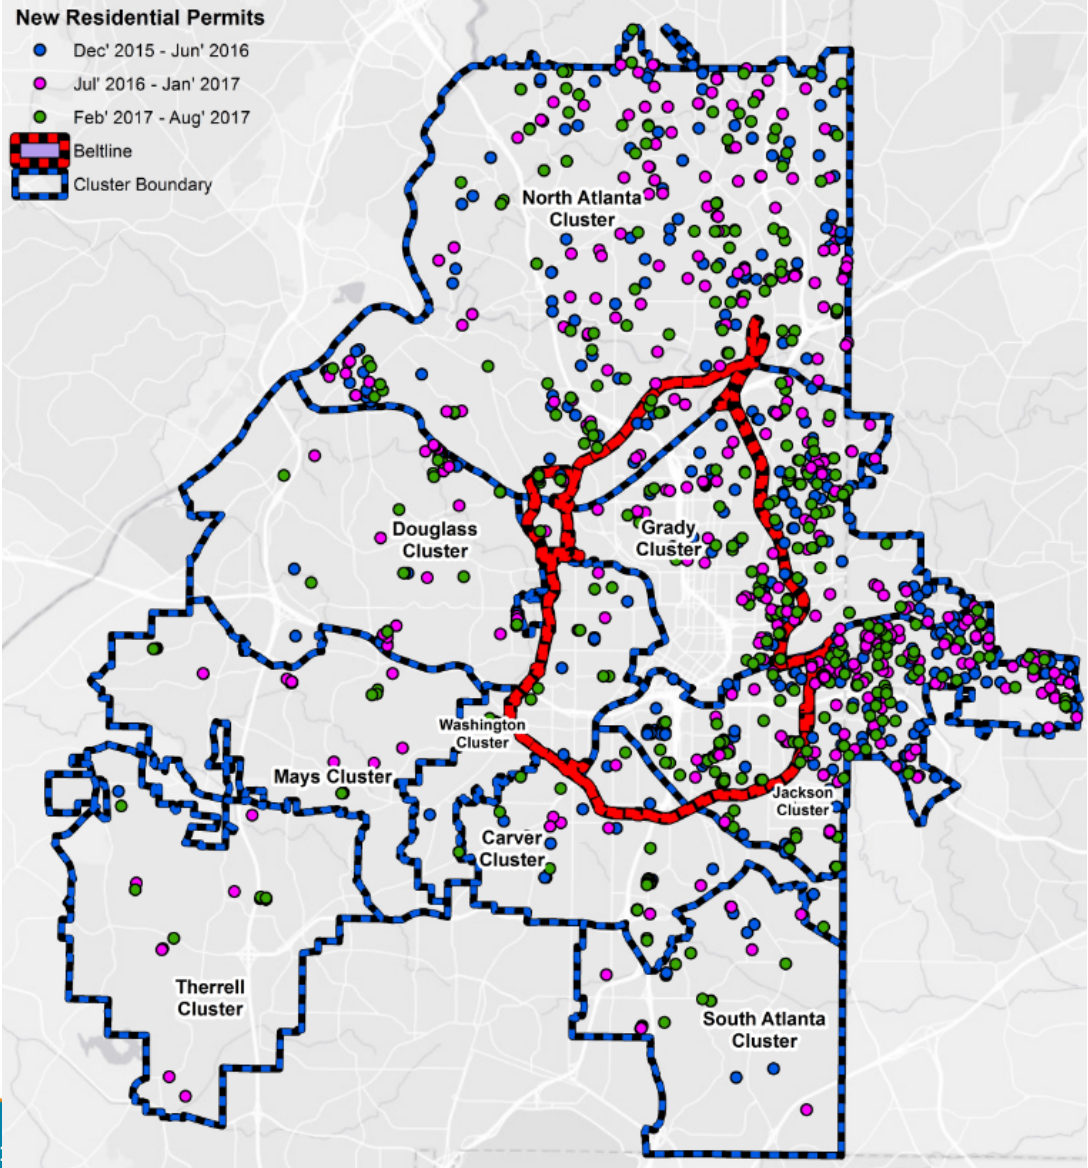 New Residential Permits
Dec' 2015 - Jun' 2016
Jul' 2016 - Jan' 2017
Feb' 2017 - Aug' 2017
Beltline
Cluster Boundary
North Atlanta
Cluster
Douglass
Cluster
Grady
Cluster
Washington
Cluster
Mays Cluster
Jackson
Cluster
Carver
Cluster
Therrell
Cluster
South Atlanta
Cluster